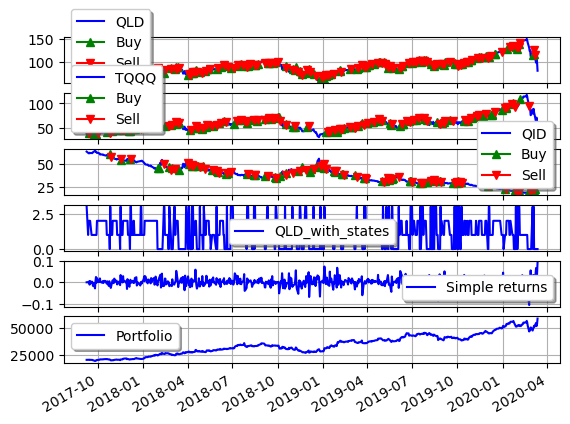 QLD
Buy
Sell
150
100
TQQQ
Buy
Sell
100
50
QID
Buy
Sell
50
25
QLD_with_states
2.5
0.0
Simple returns
0.1
0.0
−0.1
Portfolio
50000
25000
2017-10
2018-01
2018-04
2018-07
2018-10
2019-01
2019-04
2019-07
2019-10
2020-01
2020-04